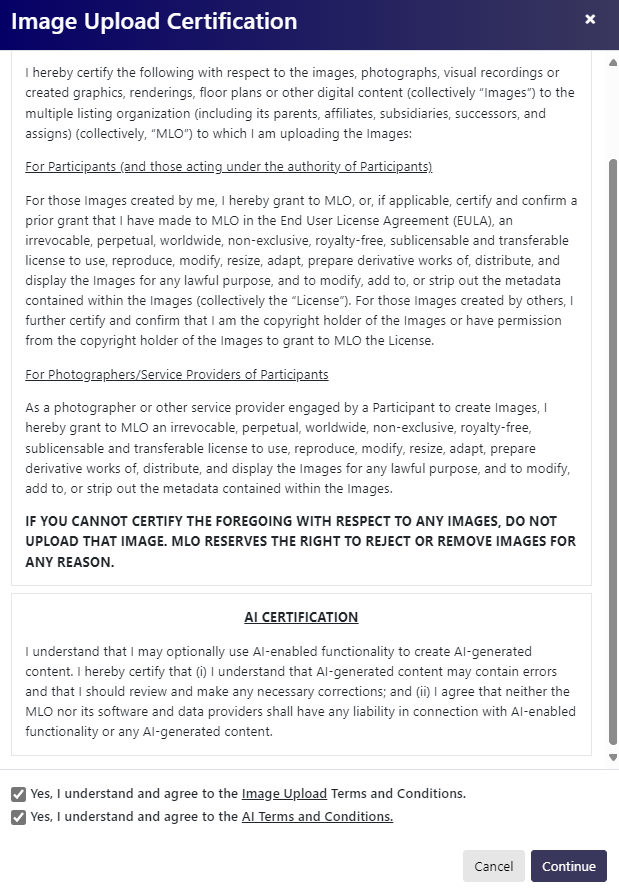 Image Upload Certification
I hereby certify the following with respect to the images, photographs, visual recordings or
created graphics, renderings, floor plans or other digital content (collectively “Images”) to the
multiple listing organization (including its parents, affiliates, subsidiaries, successors, and
assigns) (collectively, “MLO”) to which I am uploading the Images:
For Participants (and those acting under the authority of Participants)
For those Images created by me, I hereby grant to MLO, or, if applicable, certify and confirm a
prior grant that I have made to MLO in the End User License Agreement (EULA), an
irrevocable, perpetual, worldwide, non-exclusive, royalty-free, sublicensable and transferable
license to use, reproduce, modify, resize, adapt, prepare derivative works of, distribute, and
display the Images for any lawful purpose, and to modify, add to, or strip out the metadata
contained within the Images (collectively the “License”). For those Images created by others, I
further certify and confirm that I am the copyright holder of the Images or have permission
from the copyright holder of the Images to grant to MLO the License.
For Photographers/Service Providers of Participants
As a photographer or other service provider engaged by a Participant to create Images, I
hereby grant to MLO an irrevocable, perpetual, worldwide, non-exclusive, royalty-free,
sublicensable and transferable license to use, reproduce, modify, resize, adapt, prepare
derivative works of, distribute, and display the Images for any lawful purpose, and to modify,
add to, or strip out the metadata contained within the Images.
IF YOU CANNOT CERTIFY THE FOREGOING WITH RESPECT TO ANY IMAGES, DO NOT
UPLOAD THAT IMAGE. MLO RESERVES THE RIGHT TO REJECT OR REMOVE IMAGES FOR
ANY REASON.
AI CERTIFICATION
I understand that I may optionally use AI-enabled functionality to create AI-generated
content. I hereby certify that (i) I understand that AI-generated content may contain errors
and that I should review and make any necessary corrections; and (ii) I agree that neither the
MLO nor its software and data providers shall have any liability in connection with AI-enabled
functionality or any AI-generated content.
Yes, I understand and agree to the Image Upload Terms and Conditions.
Yes, I understand and agree to the AI Terms and Conditions.
Cancel Continue